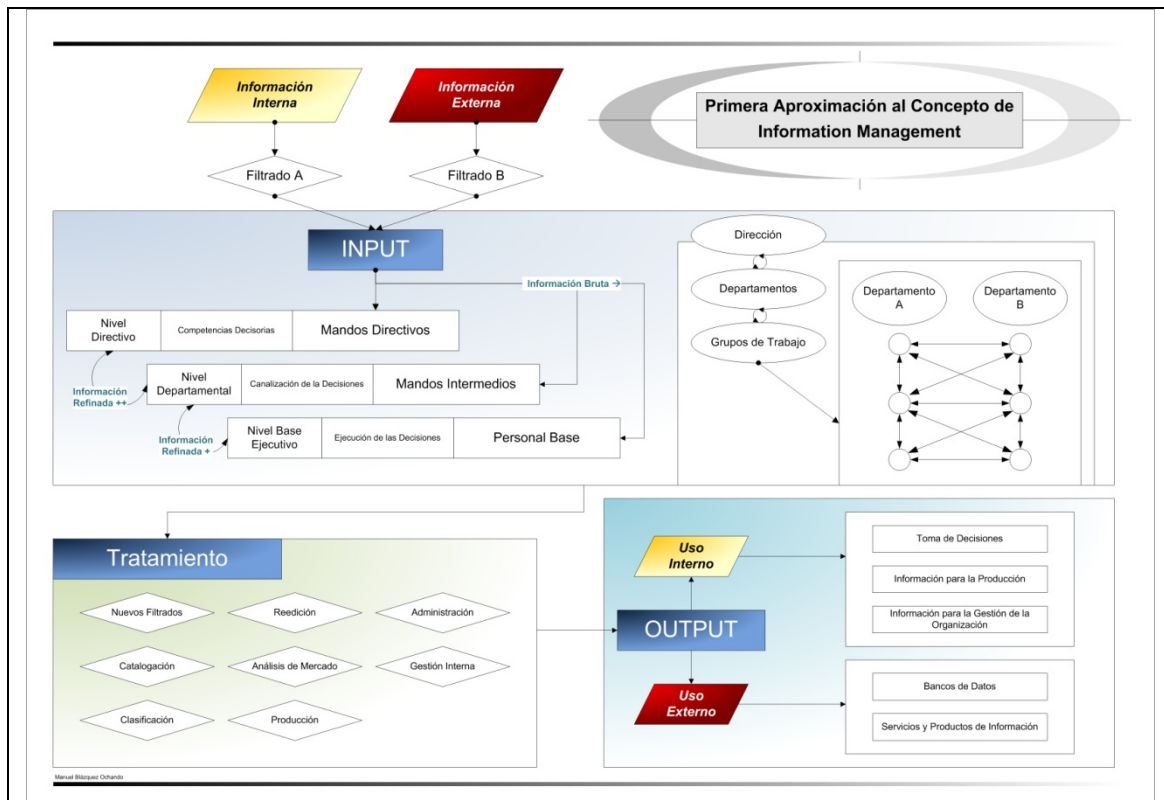 Información
Interna
Información
Externa
Primera Aproximación al Concepto de
Information Management
Filtrado A
Filtrado B
INPUT
Información Bruta →
Nivel
Directivo
Competencias Decisorias
Mandos Directivos
Información
Refinada ++
Nivel
Departamental
Canalización de la Decisiones
Mandos Intermedios
Información
Refinada +
Nivel Base
Ejecutivo
Ejecución de las Decisiones
Personal Base
Dirección
Departamentos
Grupos de Trabajo
Departamento
A
Departamento
B
Tratamiento
Nuevos Filtrados
Reedición
Administración
Catalogación
Análisis de Mercado
Gestión Interna
Clasificación
Producción
Uso
Interno
OUTPUT
Uso
Externo
Toma de Decisiones
Información para la Producción
Información para la Gestión de la
Organización
Bancos de Datos
Servicios y Productos de Información
Manuel Blázquez Ochando